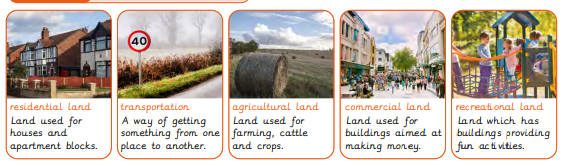 40
residential land
Land used for
houses and
apartment blocks.
transportation
A way of getting
something from one
place to another.
agricultural land
Land used for
farming, cattle
and crops.
commercial land
Land used for
buildings aimed at
making money.
recreational land
Land which has
buildings providing
fun activities.